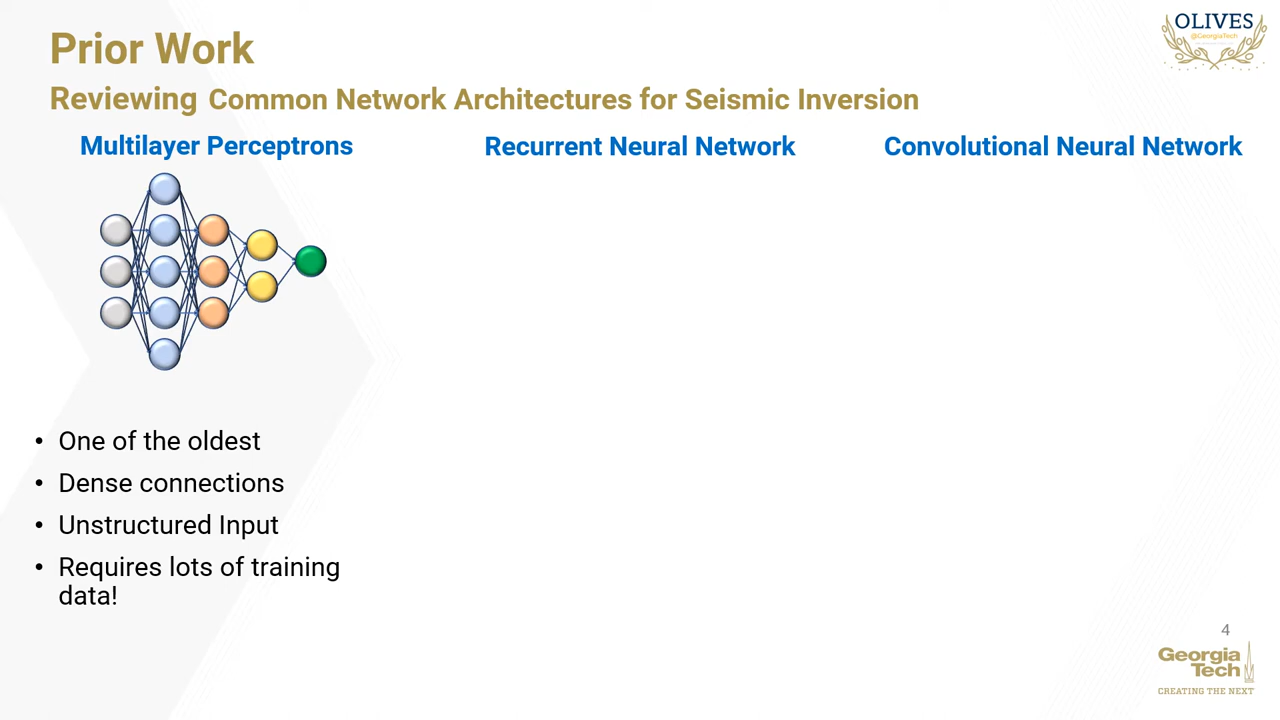 OLIVES
@GeorgiaTech
Prior Work
Reviewing Common Network Architectures for Seismic Inversion
Multilayer Perceptrons
Recurrent Neural Network
Convolutional Neural Network
• One of the oldest
• Dense connections
• Unstructured Input
• Requires lots of training
data!
4
Georgia
Tech
CREATING THE NEXT